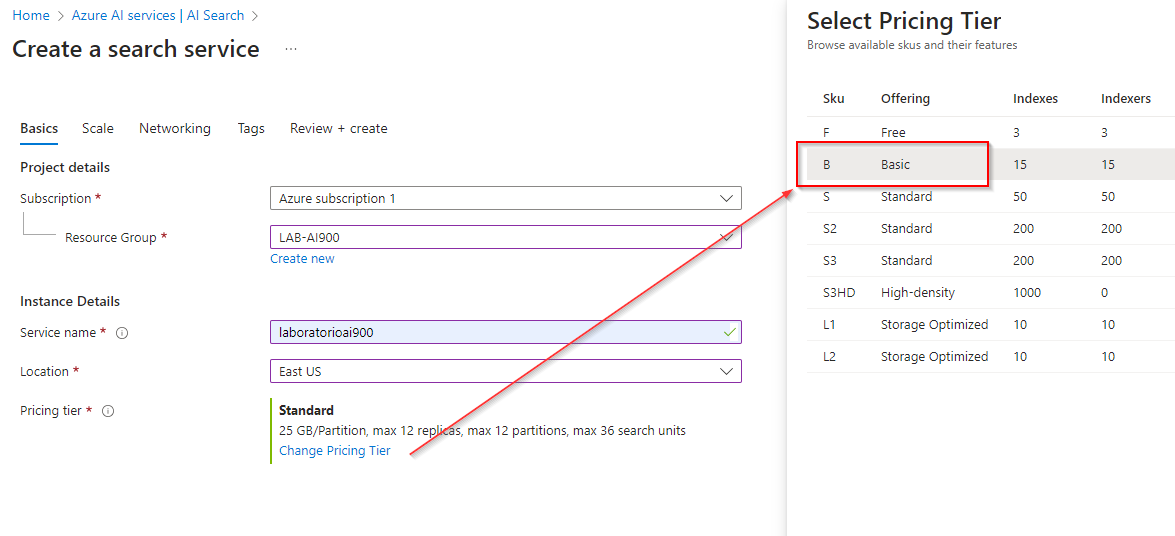 Home > Azure AI services | AI Search >
Create a search service ...
Basics Scale Networking Tags Review + create
Project details
Subscription * Azure subscription 1
Resource Group * LAB-AI900
Create new
Instance Details
Service name * laboratorioai900
Location * East US
Pricing tier * Standard
25 GB/Partition, max 12 replicas, max 12 partitions, max 36 search units
Change Pricing Tier
Select Pricing Tier
Browse available skus and their features
Sku Offering Indexes Indexers
F Free 3 3
B Basic 15 15
S Standard 50 50
S2 Standard 200 200
S3 Standard 200 200
S3HD High-density 1000 0
L1 Storage Optimized 10 10
L2 Storage Optimized 10 10